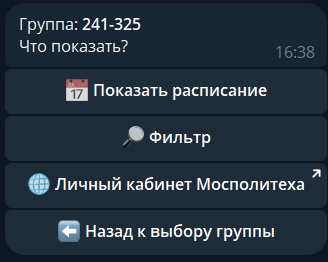 Группа: 241-325
Что показать?
16:38
📅 Показать расписание
🔎 Фильтр
🌐 Личный кабинет Мосполитеха
⬅️ Назад к выбору группы